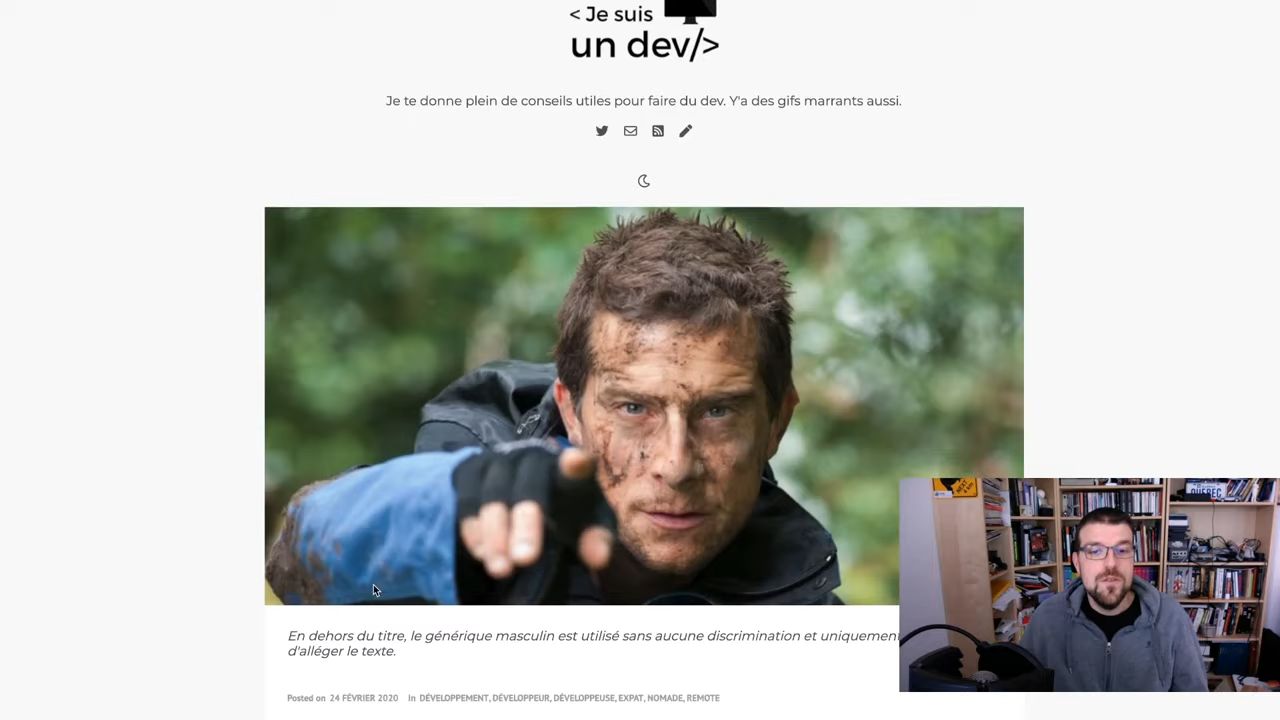 < Je suis
un dev/>
Je te donne plein de conseils utiles pour faire du dev. Y'a des gifs marrants aussi.
En dehors du titre, le générique masculin est utilisé sans aucune discrimination et uniquement
d'alléger le texte.
Posted on 24 FÉVRIER 2020 In DÉVELOPPEMENT, DÉVELOPPEUR, DÉVELOPPEUSE, EXPAT, NOMADE, REMOTE
QUÉBEC